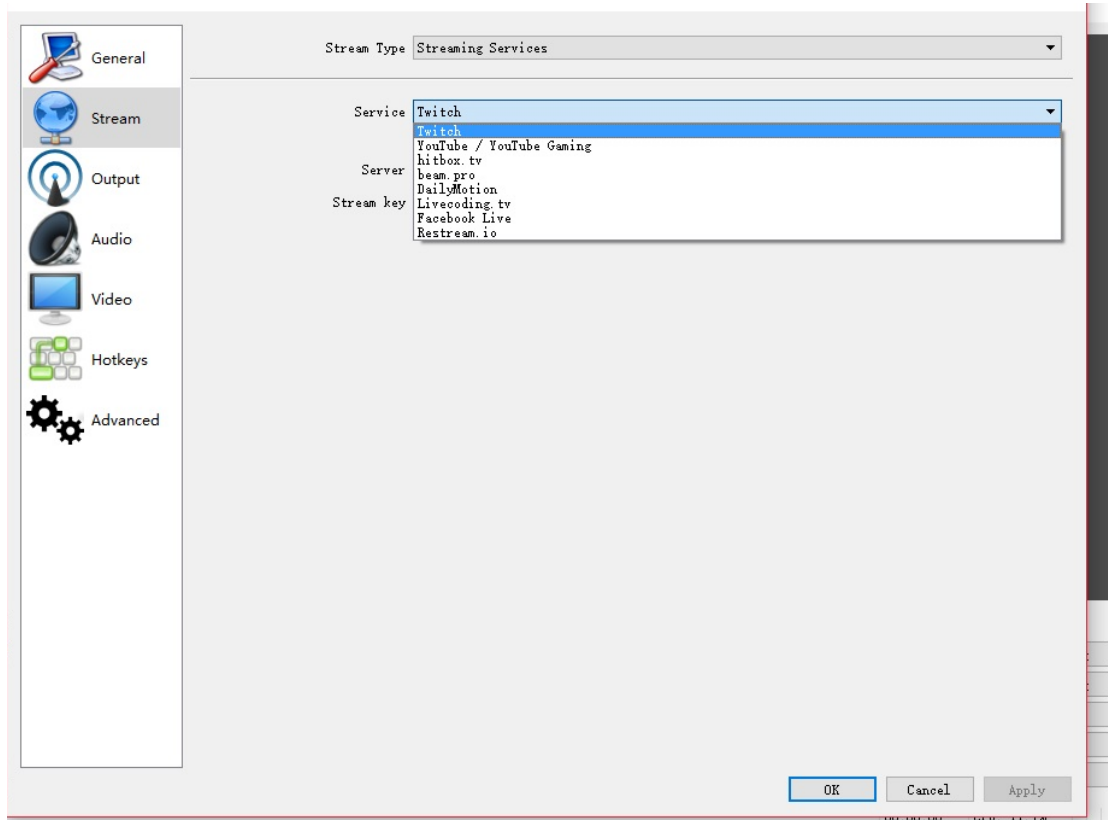 General
Stream
Output
Audio
Video
Hotkeys
Advanced
Stream Type Streaming Services
Service Twitch
Twitch
YouTube / YouTube Gaming
hitbox.tv
beam.pro
DailyMotion
Livecoding.tv
Facebook Live
Restream.io
Server
Stream key
OK Cancel Apply